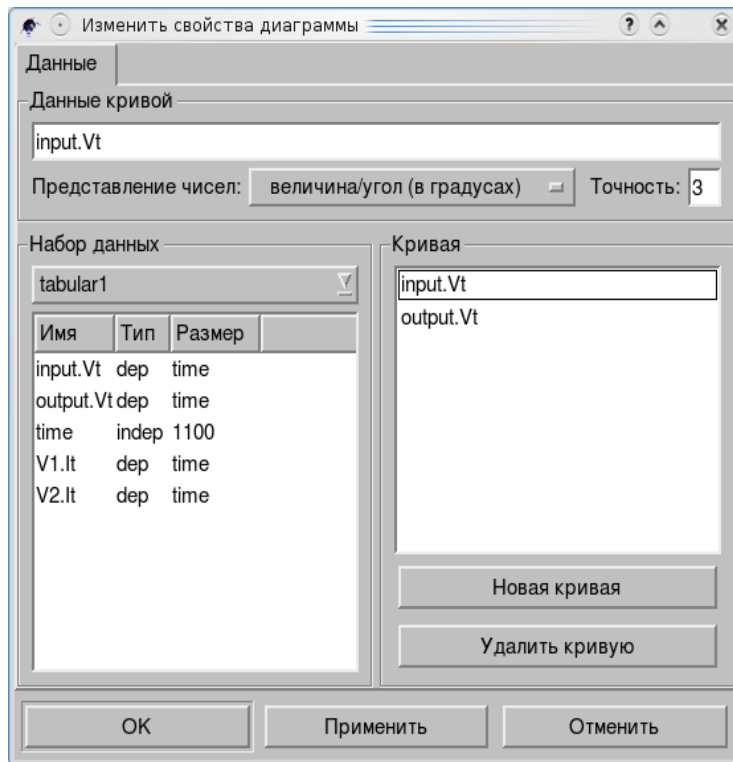 Изменить свойства диаграммы
Данные
Данные кривой
input.Vt
Представление чисел: величина/угол (в градусах) Точность: 3
Набор данных
tabular1
Имя Тип Размер
input.Vt dep time
output.Vt dep time
time indep 1100
V1.It dep time
V2.It dep time
Кривая
input.Vt
output.Vt
Новая кривая
Удалить кривую
OK Применить Отменить